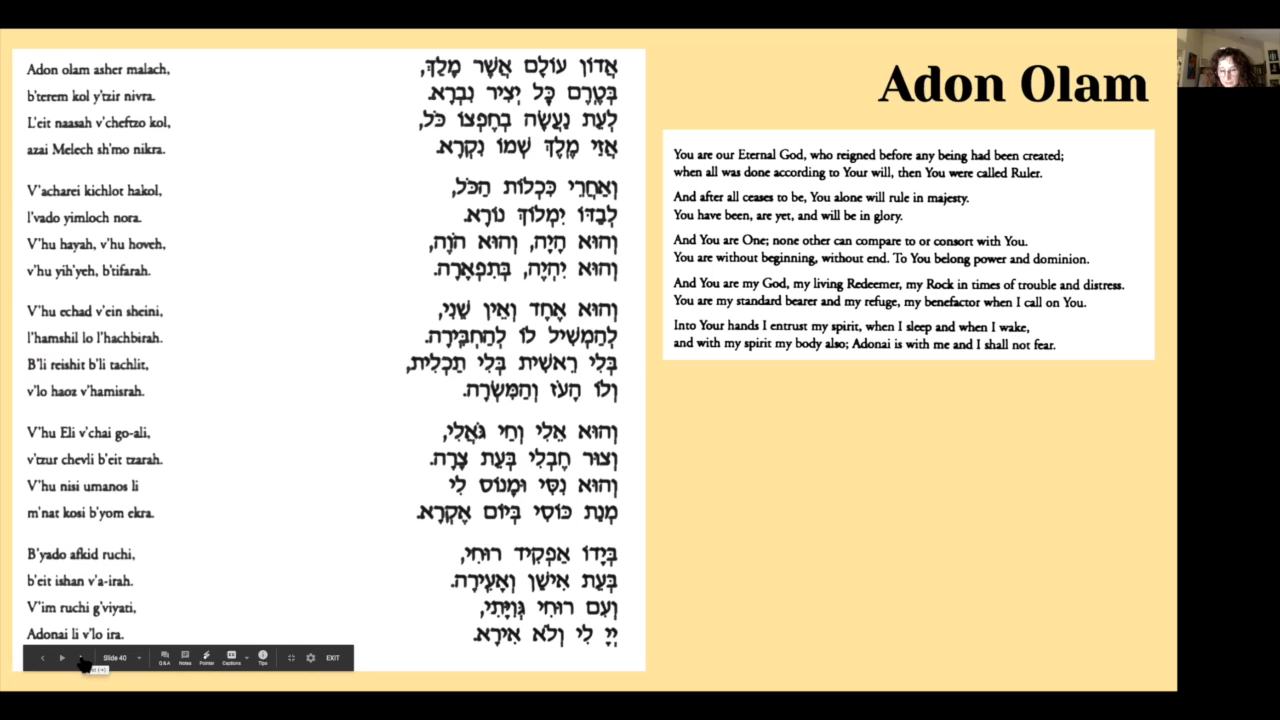 Adon olam asher malach,
b'terem kol y'tzir nivra.
L'eit naasah v'cheftzo kol,
azai Melech sh'mo nikra.
V'acharei kichlot hakol,
l'vado yimloch nora.
V'hu hayah, v'hu hoveh,
v'hu yih'yeh, b'tifarah.
V'hu echad v'ein sheini,
l'hamshil lo l'hachbirah.
B'li reishit b'li tachlit,
v'lo haoz v'hamisrah.
V'hu Eli v'chai go-ali,
v'tzur chevli b'eit tzarah.
V'hu nisi umanos li
m'nat kosi b'yom ekra.
B'yado afkid ruchi,
b'eit ishan v'a-irah.
V'im ruchi g'viyati,
Adonai li v'lo ira.
אֲדוֹן עוֹלָם אֲשֶׁר מָלַךְ,
בְּטֶרֶם כׇּל יְצִיר נִבְרָא.
לְעֵת נַעֲשָׂה בְחֶפְצוֹ כֹּל,
אֲזַי מֶלֶךְ שְׁמוֹ נִקְרָא.
וְאַחֲרֵי כִּכְלוֹת הַכֹּל,
לְבַדּוֹ יִמְלוֹךְ נוֹרָא.
וְהוּא הָיָה, וְהוּא הֹוֶה,
וְהוּא יִהְיֶה, בְּתִפְאָרָה.
וְהוּא אֶחָד וְאֵין שֵׁנִי,
לְהַמְשִׁיל לוֹ לְהַחְבִּירָה.
בְּלִי רֵאשִׁית בְּלִי תַכְלִית,
וְלוֹ הָעֹז וְהַמִּשְׂרָה.
וְהוּא אֵלִי וְחַי גֹּאֲלִי,
וְצוּר חֶבְלִי בְּעֵת צָרָה.
וְהוּא נִסִּי וּמָנוֹס לִי
מְנָת כּוֹסִי בְּיוֹם אֶקְרָא.
בְּיָדוֹ אַפְקִיד רוּחִי,
בְּעֵת אִישַׁן וְאָעִירָה.
וְעִם רוּחִי גְּוִיָּתִי,
יְיָ לִי וְלֹא אִירָא.
Adon Olam
You are our Eternal God, who reigned before any being had been created;
when all was done according to Your will, then You were called Ruler.
And after all ceases to be, You alone will rule in majesty.
You have been, are yet, and will be in glory.
And You are One; none other can compare to or consort with You.
You are without beginning, without end. To You belong power and dominion.
And You are my God, my living Redeemer, my Rock in times of trouble and distress.
You are my standard bearer and my refuge, my benefactor when I call on You.
Into Your hands I entrust my spirit, when I sleep and when I wake,
and with my spirit my body also; Adonai is with me and I shall not fear.
Slide 40 Q&A Notes Pointer Captions Tips EXIT